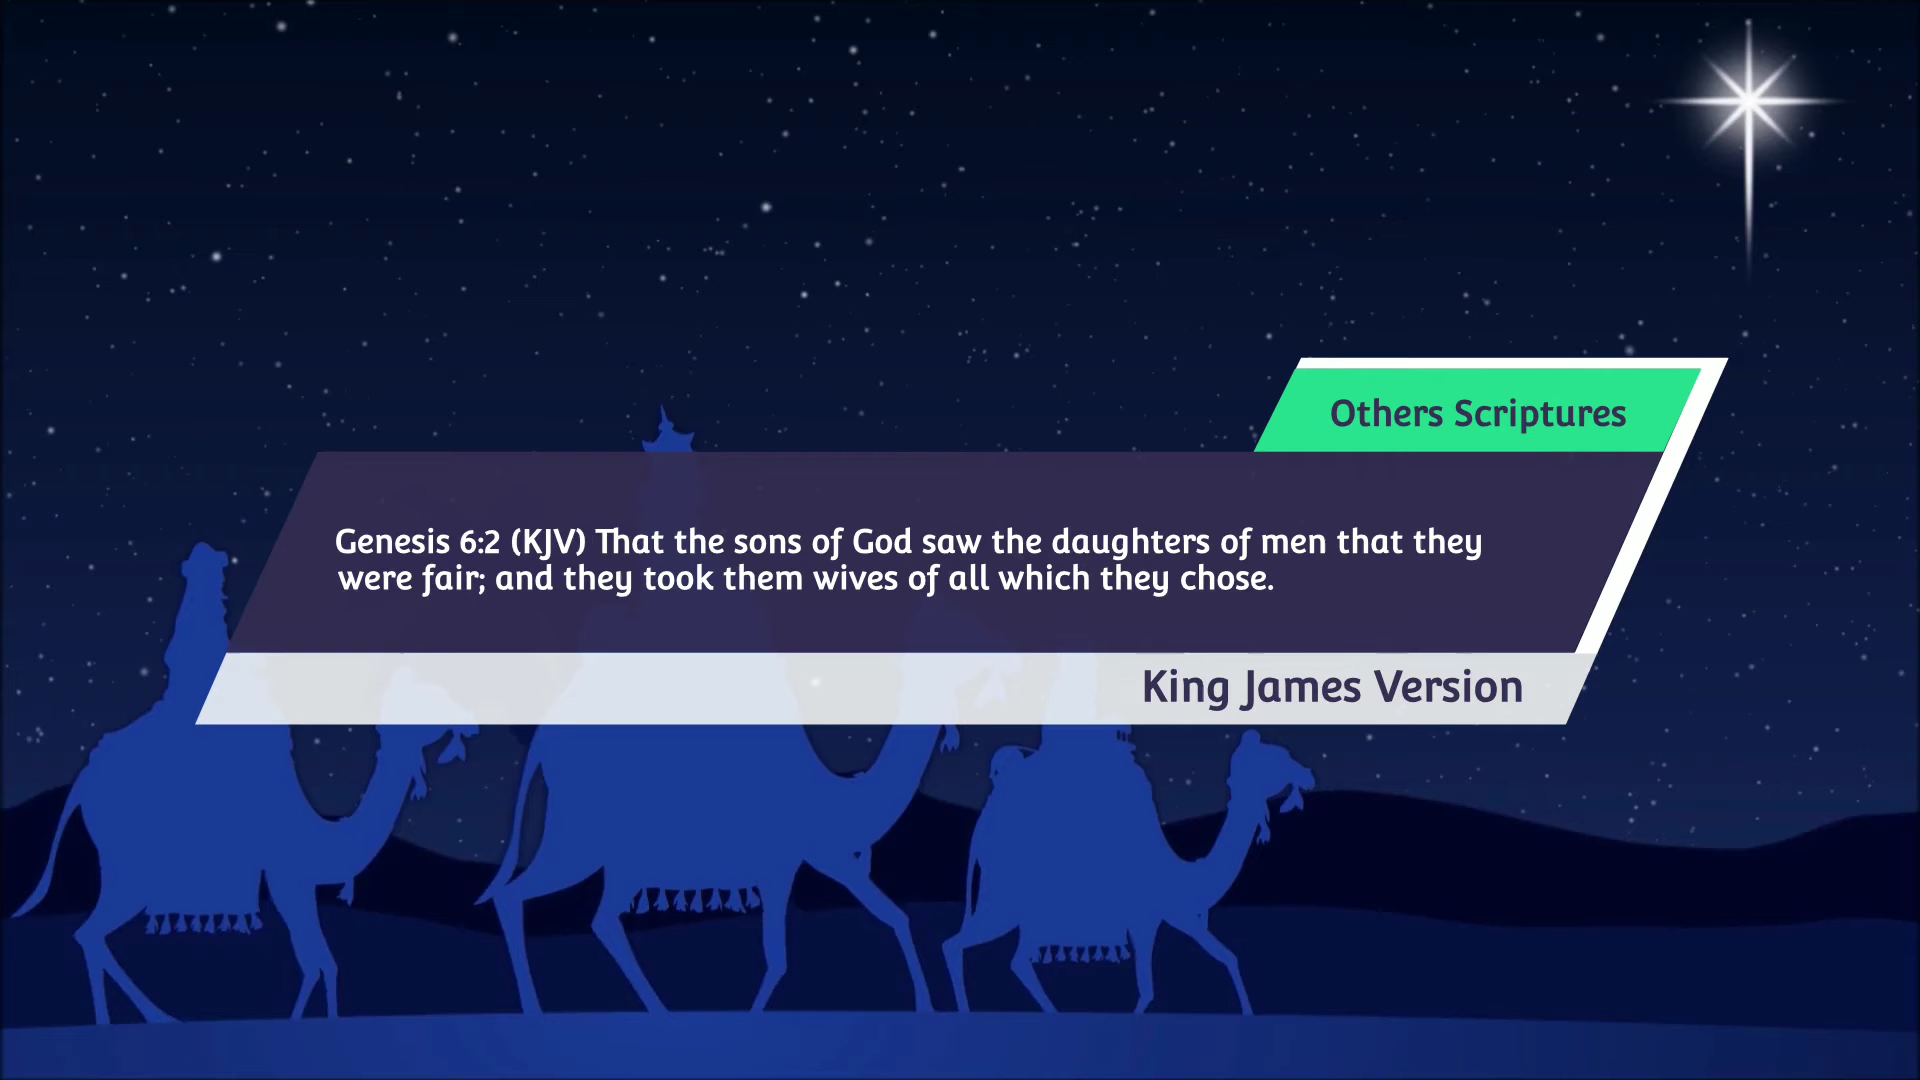 Others Scriptures
Genesis 6:2 (KJV) That the sons of God saw the daughters of men that they
were fair; and they took them wives of all which they chose.
King James Version